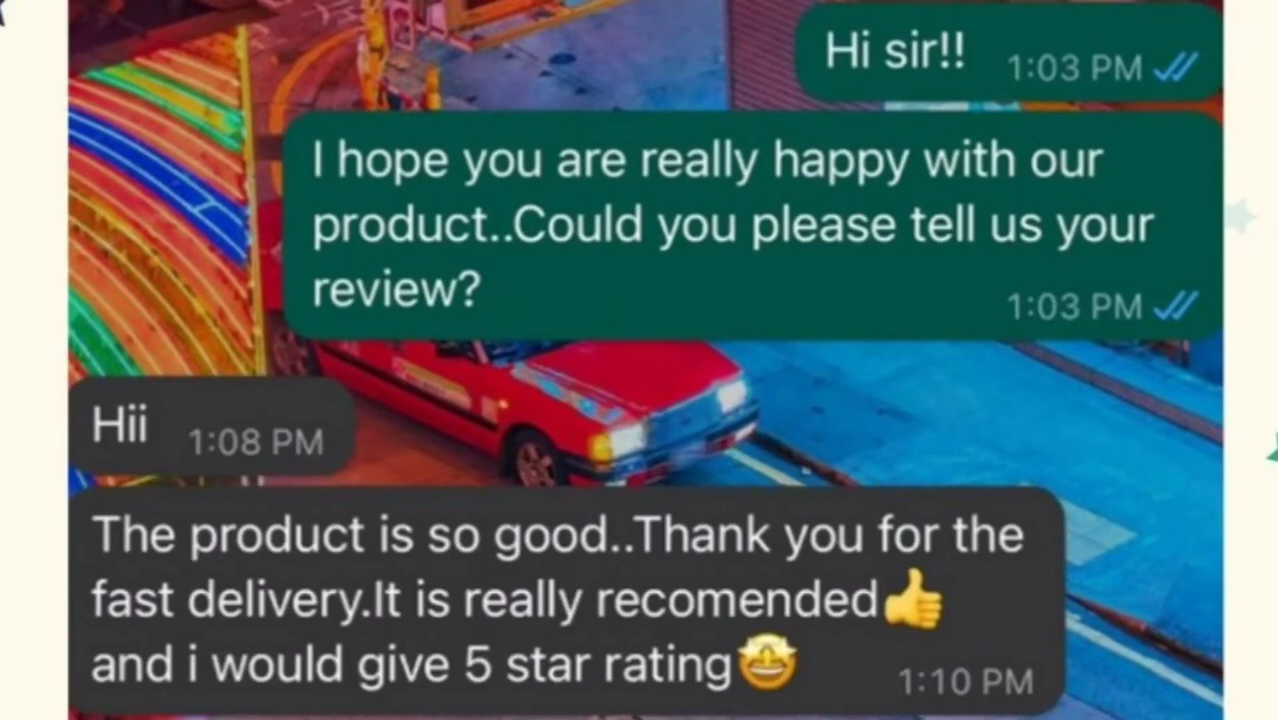 Hi sir!! 1:03 PM
I hope you are really happy with our
product..Could you please tell us your
review? 1:03 PM
Hii 1:08 PM
The product is so good..Thank you for the
fast delivery.It is really recomended👍
and i would give 5 star rating🤩 1:10 PM